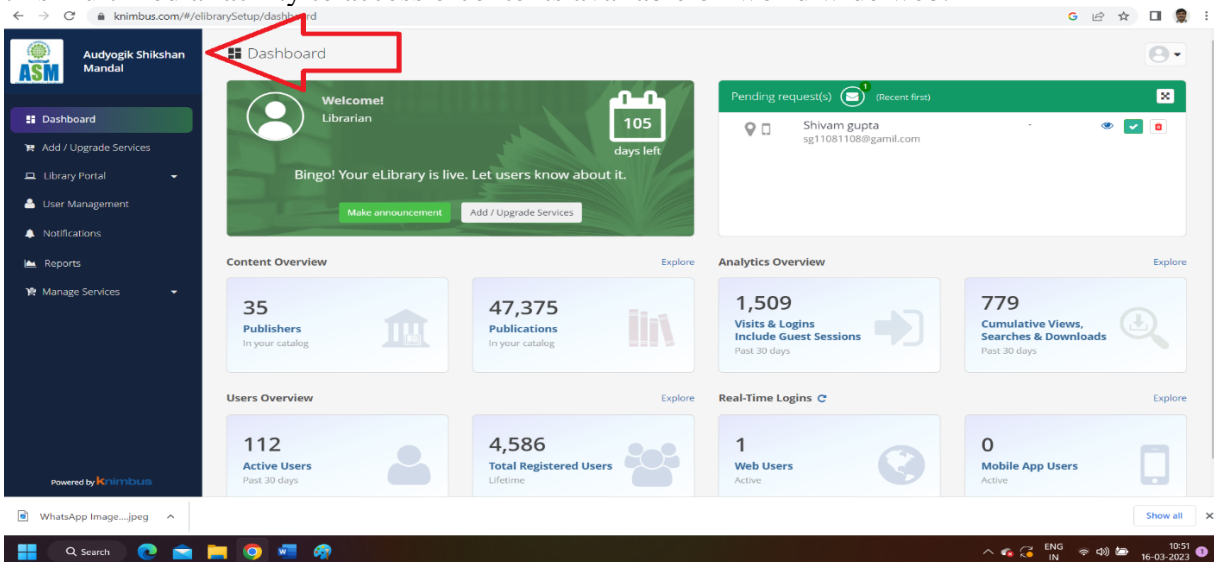 knimbus.com/#/elibrarySetup/dashboard
ASM
Audyogik Shikshan
Mandal
Dashboard
Add / Upgrade Services
Library Portal
User Management
Notifications
Reports
Manage Services
Powered by Knimbus
Dashboard
Welcome!
Librarian
105
days left
Bingo! Your eLibrary is live. Let users know about it.
Make announcement
Add / Upgrade Services
Pending request(s) 1 (Recent first)
Shivam gupta
-
sg11081108@gamil.com
Content Overview
Explore
35
Publishers
In your catalog
47,375
Publications
In your catalog
Analytics Overview
Explore
1,509
Visits & Logins
Include Guest Sessions
Past 30 days
779
Cumulative Views,
Searches & Downloads
Past 30 days
Users Overview
Explore
112
Active Users
Past 30 days
4,586
Total Registered Users
Lifetime
Real-Time Logins
Explore
1
Web Users
Active
0
Mobile App Users
Active
WhatsApp Image....jpeg
Show all
Search
ENG
IN
10:51
16-03-2023
1